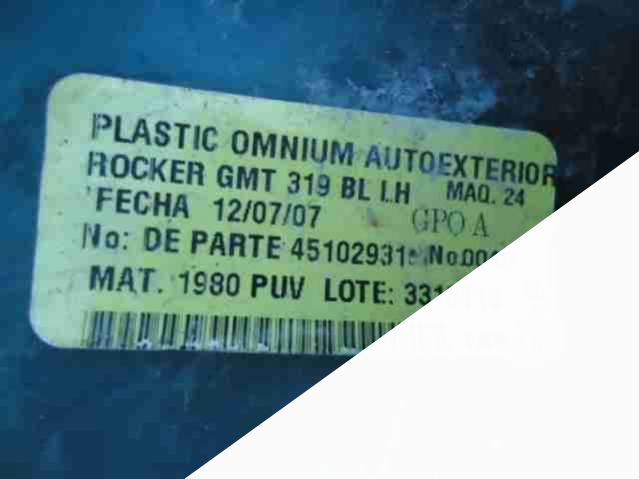 PLASTIC OMNIUM AUTOEXTERIOR
ROCKER GMT 319 BL LH MAQ. 24
FECHA 12/07/07 GPO A
No: DE PARTE 45102931
MAT. 1980 PUV LOTE: